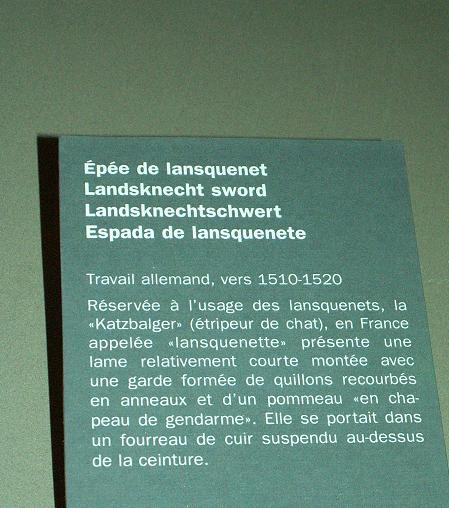 Épée de lansquenet
Landsknecht sword
Landsknechtschwert
Espada de lansquenete
Travail allemand, vers 1510-1520
Réservée à l'usage des lansquenets, la
«Katzbalger» (étripeur de chat), en France
appelée «lansquenette» présente une
lame relativement courte montée avec
une garde formée de quillons recourbés
en anneaux et d'un pommeau «en cha-
peau de gendarme». Elle se portait dans
un fourreau de cuir suspendu au-dessus
de la ceinture.